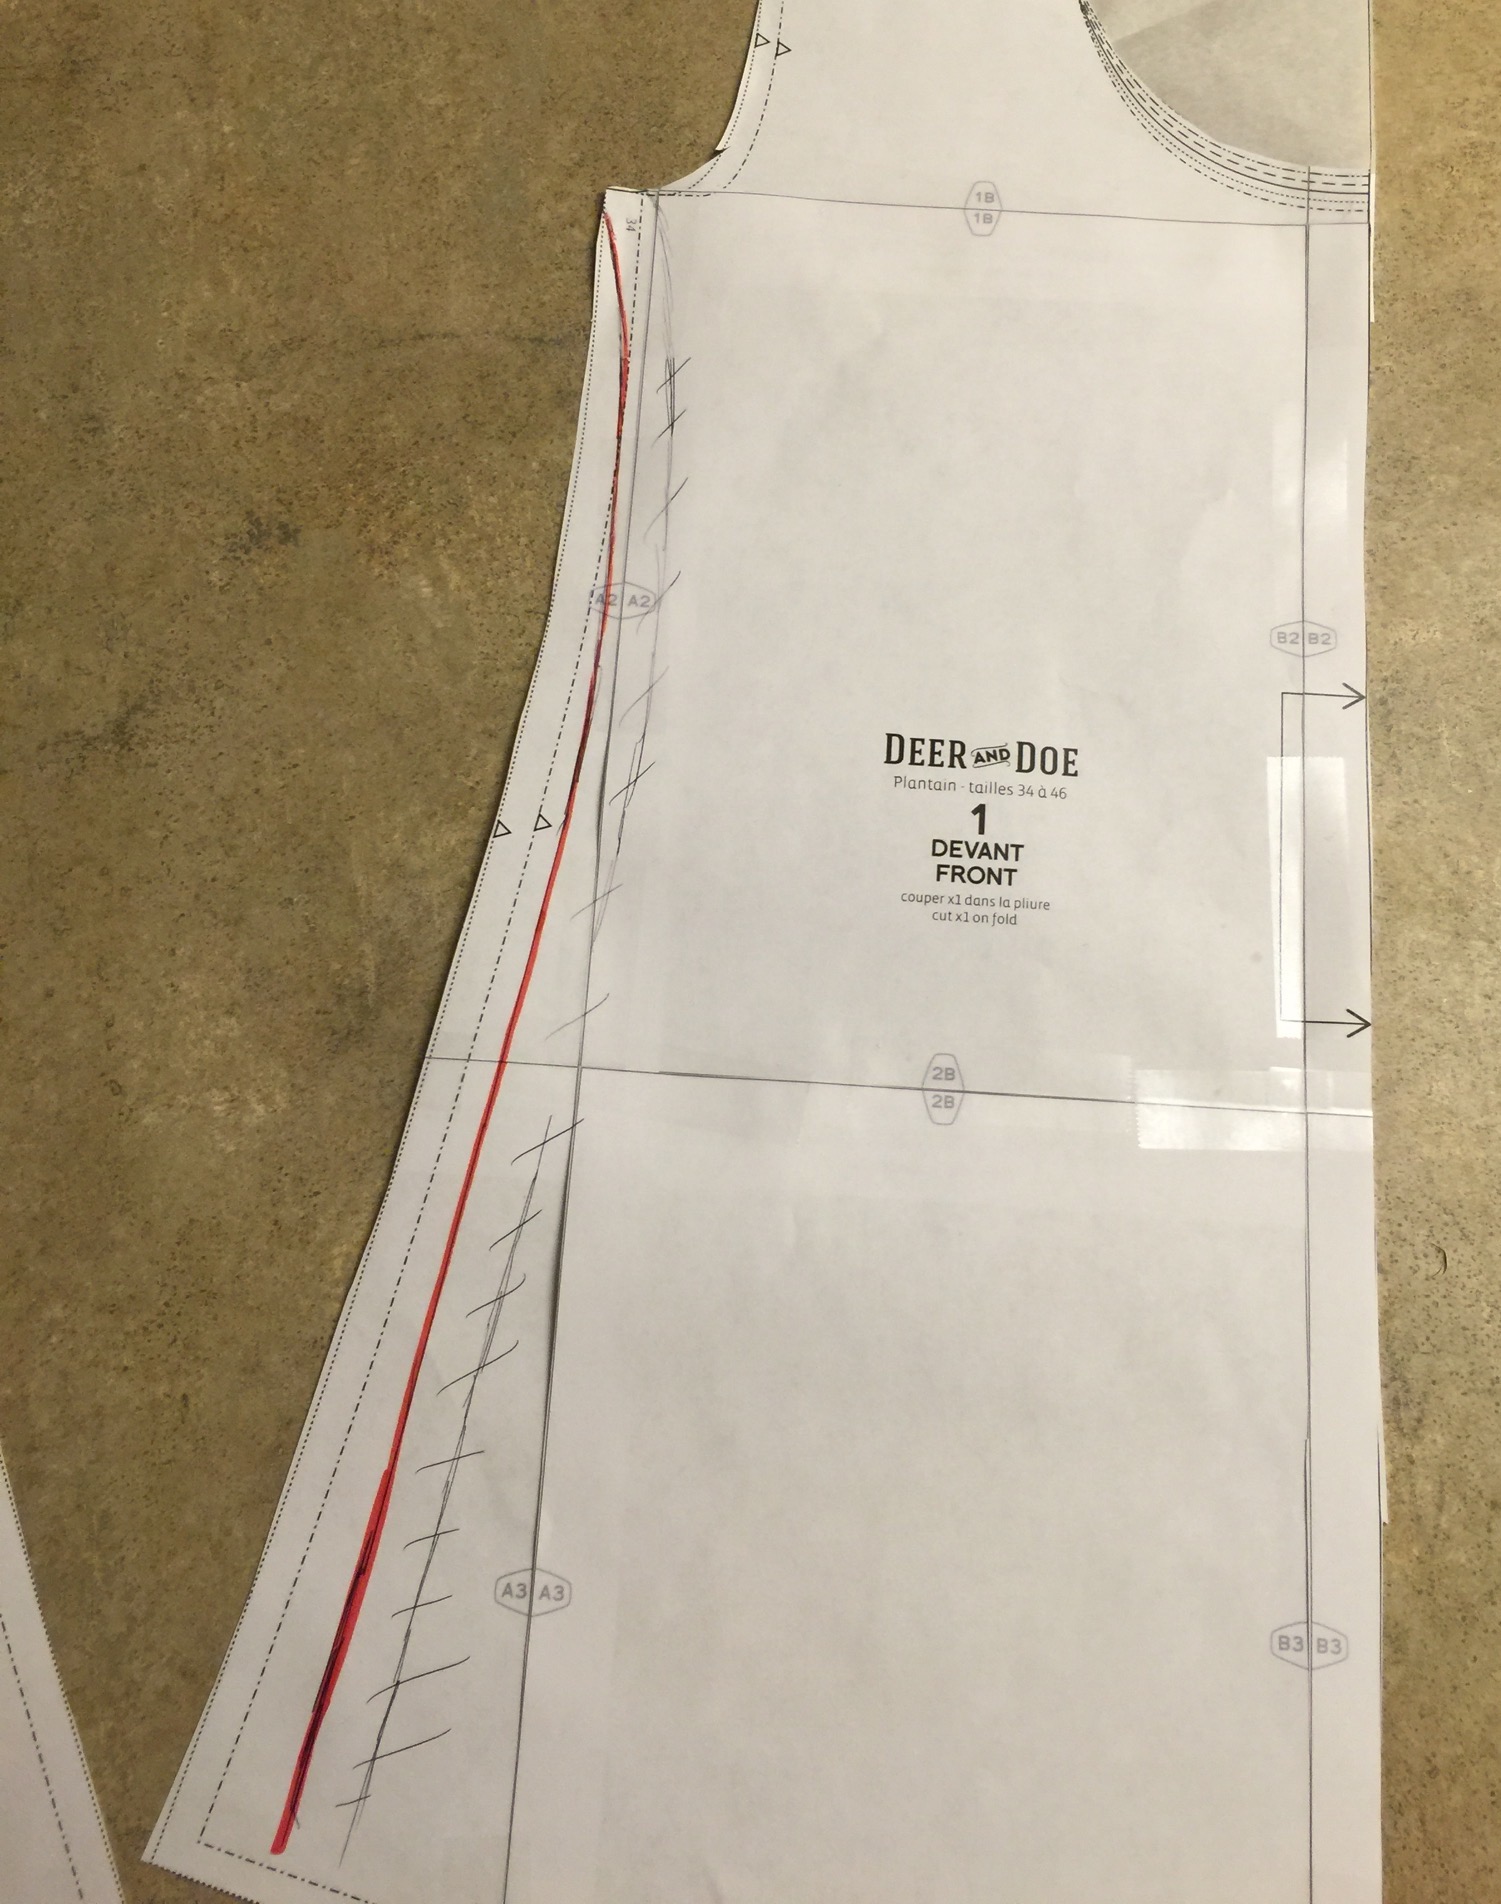 1B
1B
34
A2 A2
B2 B2
DEER AND DOE
Plantain - tailles 34 à 46
1
DEVANT
FRONT
couper x1 dans la pliure
cut x1 on fold
2B
2B
A3 A3
B3 B3